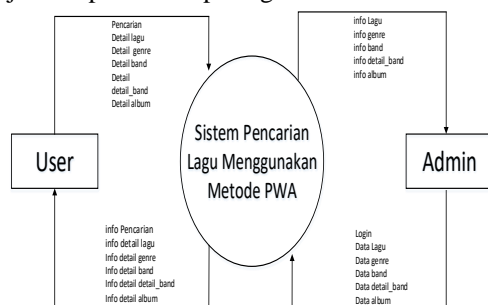 Pencarian
Detail lagu
Detail genre
Detail band
Detail
detail_band
Detail album
info Lagu
info genre
info band
info detail_band
info album
User
Sistem Pencarian
Lagu Menggunakan
Metode PWA
Admin
info Pencarian
info detail lagu
Info detail genre
Info detail band
Info detail detail_band
Info detail album
Login
Data Lagu
Data genre
Data band
Data detail_band
Data album